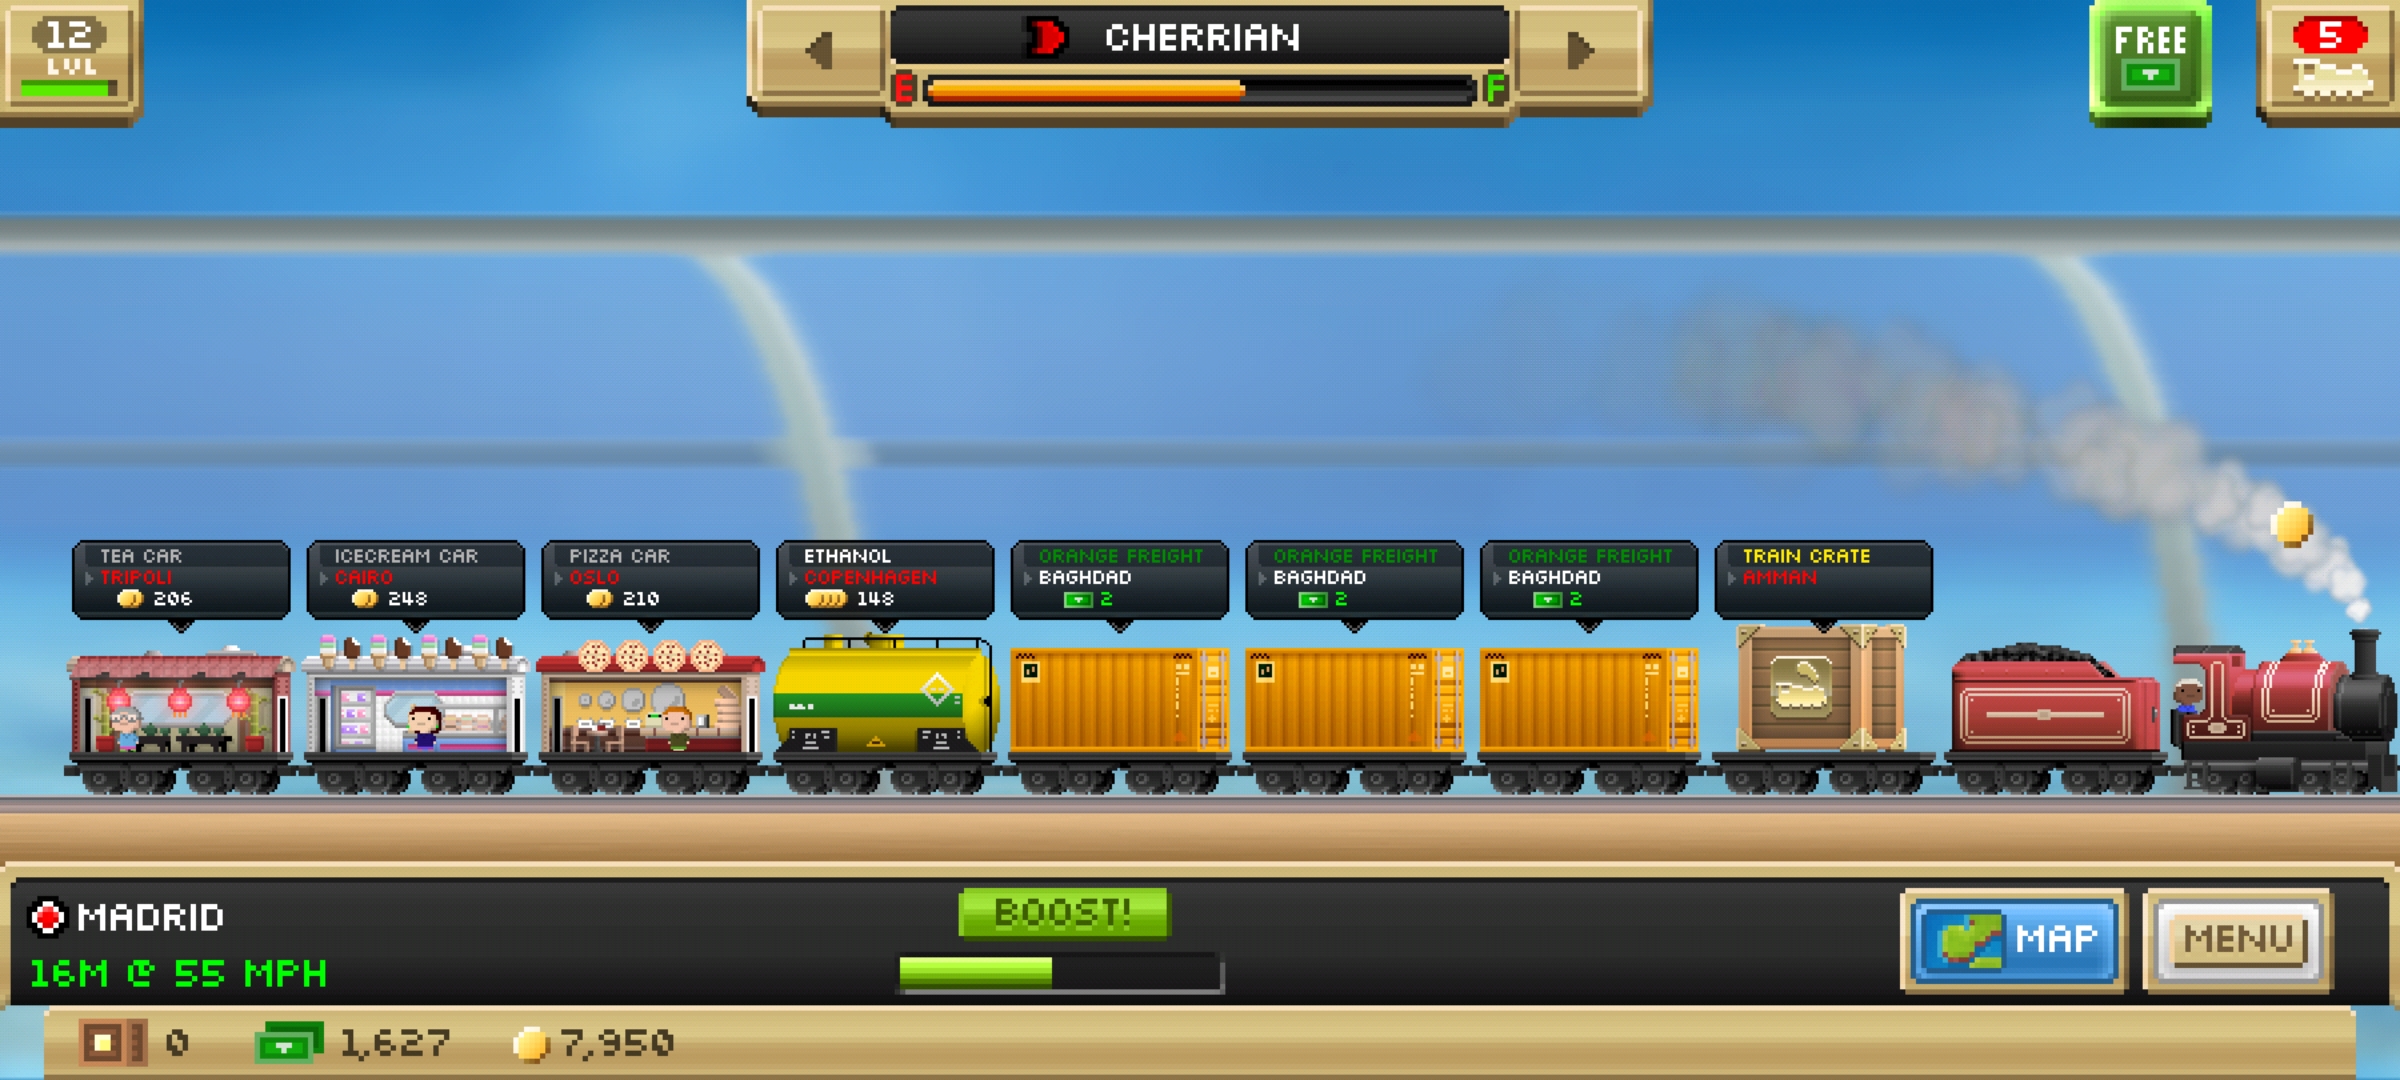 12
LVL
CHERRIAN
E
F
FREE
5
TEA CAR
TRIPOLI
206
ICECREAM CAR
CAIRO
248
PIZZA CAR
OSLO
210
ETHANOL
COPENHAGEN
148
ORANGE FREIGHT
BAGHDAD
2
ORANGE FREIGHT
BAGHDAD
2
ORANGE FREIGHT
BAGHDAD
2
TRAIN CRATE
AMMAN
MADRID
16M @ 55 MPH
BOOST!
MAP
MENU
0
1,627
7,950